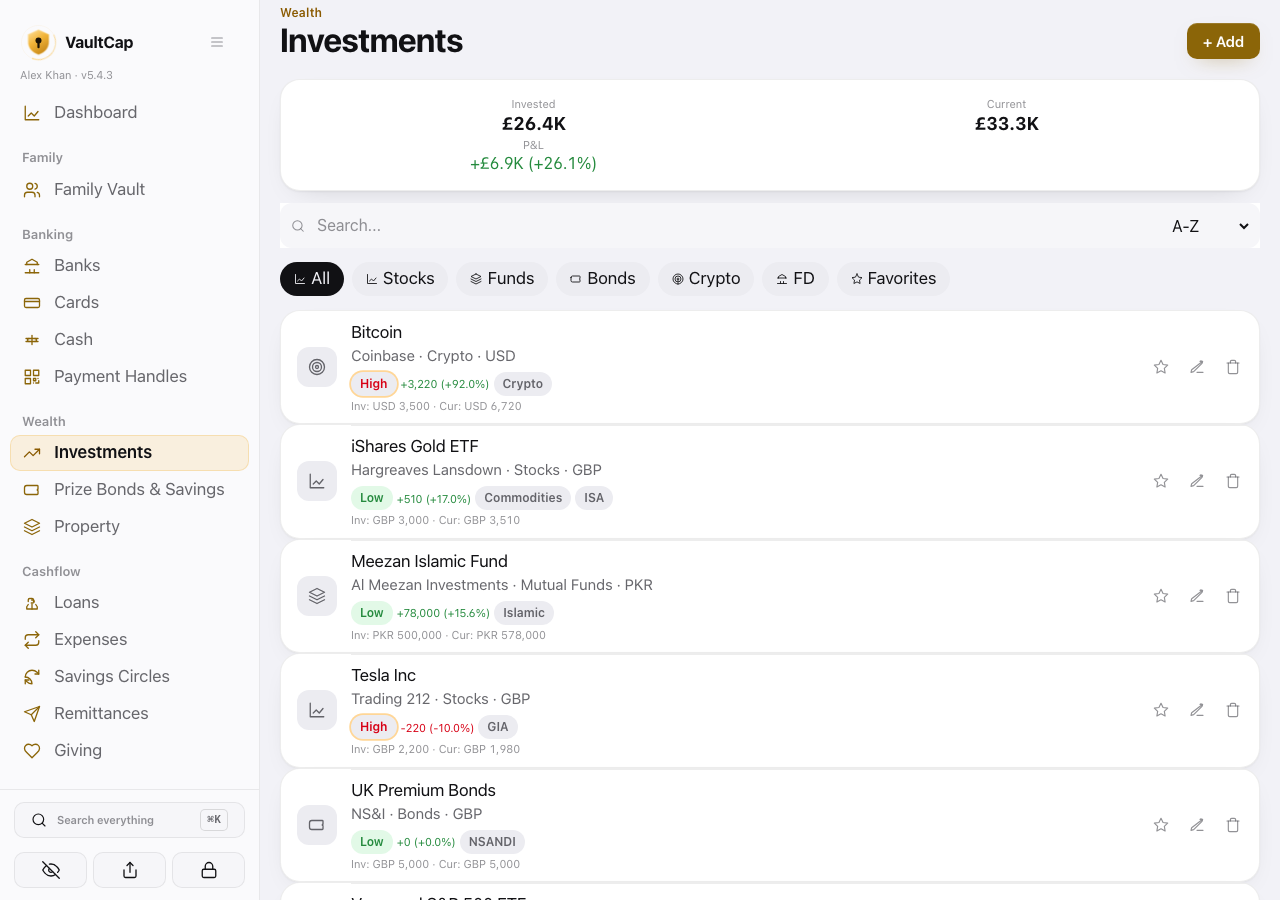 VaultCap
Alex Khan · v5.4.3
Dashboard
Family
Family Vault
Banking
Banks
Cards
Cash
Payment Handles
Wealth
Investments
Prize Bonds & Savings
Property
Cashflow
Loans
Expenses
Savings Circles
Remittances
Giving
Search everything ⌘K
Wealth
Investments
+ Add
Invested
£26.4K
Current
£33.3K
P&L
+£6.9K (+26.1%)
Search...
A-Z
All Stocks Funds Bonds Crypto FD Favorites
Bitcoin
Coinbase · Crypto · USD
High +3,220 (+92.0%) Crypto
Inv: USD 3,500 · Cur: USD 6,720
iShares Gold ETF
Hargreaves Lansdown · Stocks · GBP
Low +510 (+17.0%) Commodities ISA
Inv: GBP 3,000 · Cur: GBP 3,510
Meezan Islamic Fund
Al Meezan Investments · Mutual Funds · PKR
Low +78,000 (+15.6%) Islamic
Inv: PKR 500,000 · Cur: PKR 578,000
Tesla Inc
Trading 212 · Stocks · GBP
High -220 (-10.0%) GIA
Inv: GBP 2,200 · Cur: GBP 1,980
UK Premium Bonds
NS&I · Bonds · GBP
Low +0 (+0.0%) NSANDI
Inv: GBP 5,000 · Cur: GBP 5,000